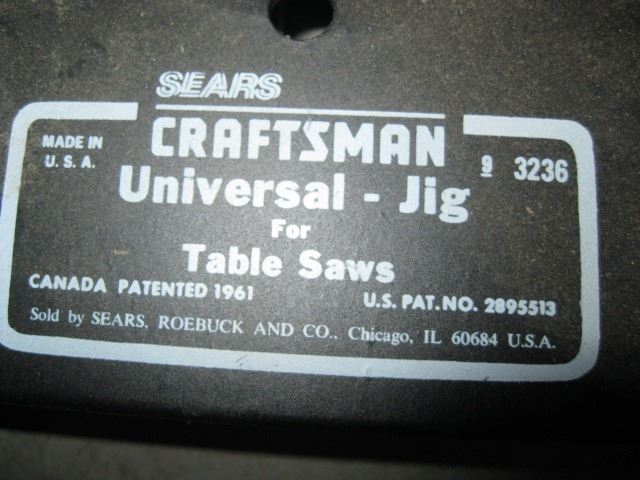 SEARS
CRAFTSMAN
MADE IN
U.S.A.
9 3236
Universal - Jig
For
Table Saws
CANADA PATENTED 1961
U.S. PAT. NO. 2895513
Sold by SEARS, ROEBUCK AND CO., Chicago, IL 60684 U.S.A.